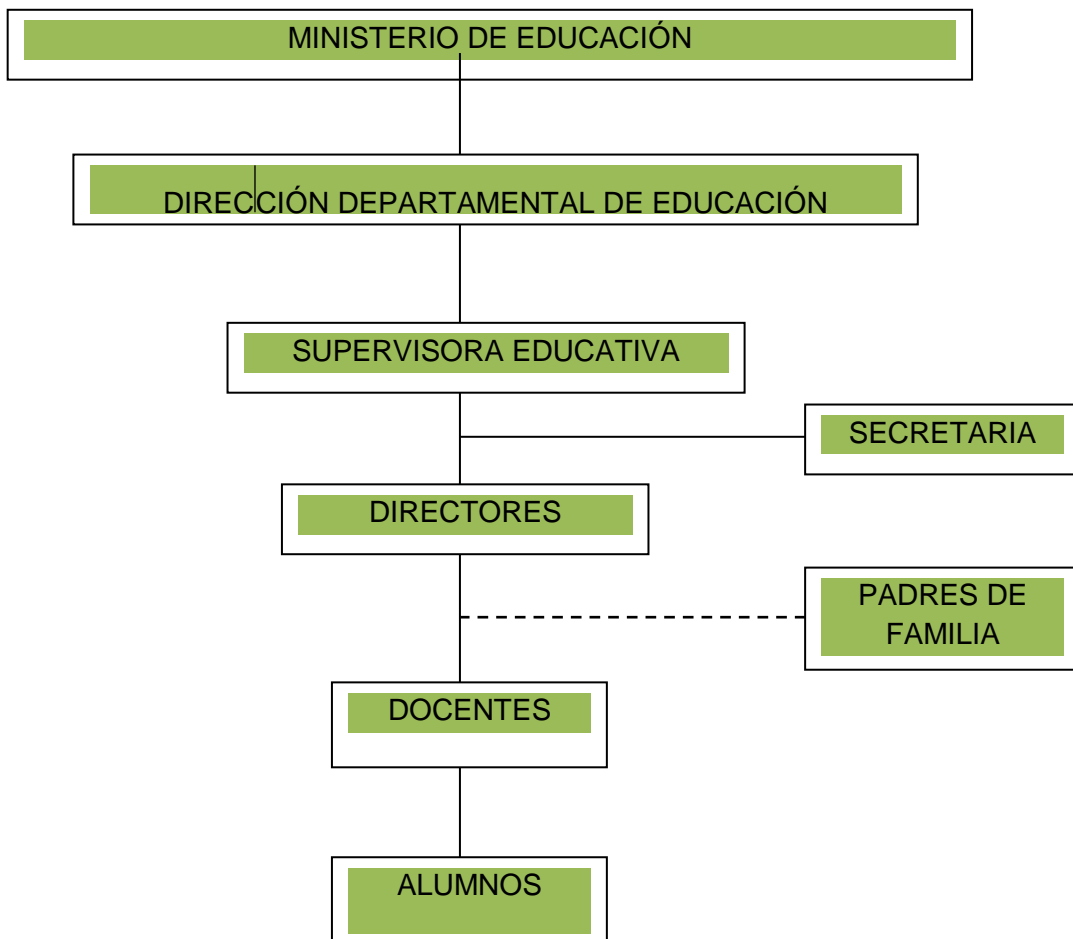 MINISTERIO DE EDUCACIÓN
DIRECCIÓN DEPARTAMENTAL DE EDUCACIÓN
SUPERVISORA EDUCATIVA
SECRETARIA
DIRECTORES
PADRES DE
FAMILIA
DOCENTES
ALUMNOS